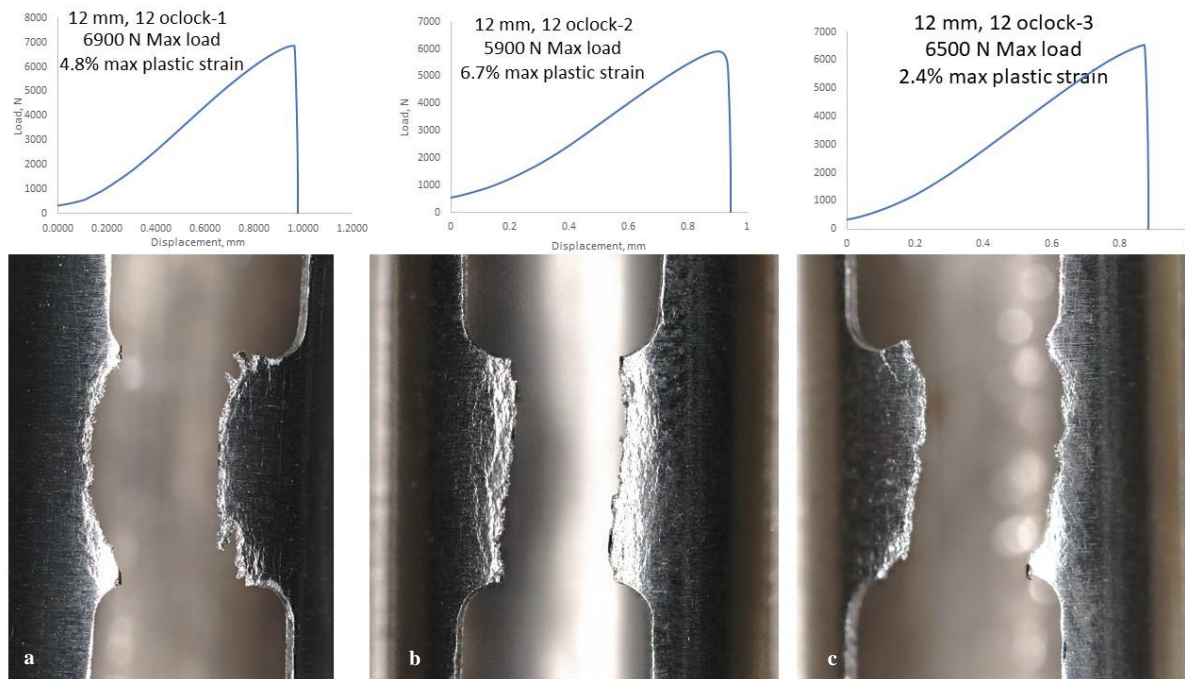 12 mm, 12 oclock-1
6900 N Max load
4.8% max plastic strain
8000
7000
6000
5000
4000
3000
2000
1000
0
Load, N
0.0000 0.2000 0.4000 0.6000 0.8000 1.0000 1.2000
Displacement, mm
12 mm, 12 oclock-2
5900 N Max load
6.7% max plastic strain
7000
6000
5000
4000
3000
2000
1000
0
Load, N
0 0.2 0.4 0.6 0.8 1
Displacement, mm
12 mm, 12 oclock-3
6500 N Max load
2.4% max plastic strain
7000
6000
5000
4000
3000
2000
1000
0
Load, N
0 0.2 0.4 0.6 0.8
Displacement, mm
a
b
c